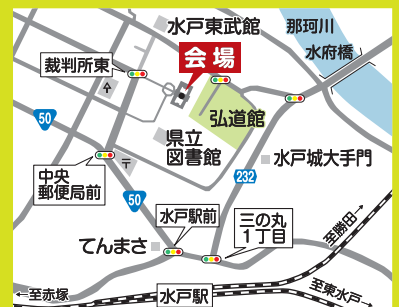 水戸東武館
那珂川
水府橋
会場
裁判所東
50
弘道館
県立
図書館
水戸城大手門
中央
郵便局前
232
50
水戸駅前
三の丸
1丁目
てんまさ
至勝田→
←至赤塚
水戸駅
至東水戸→